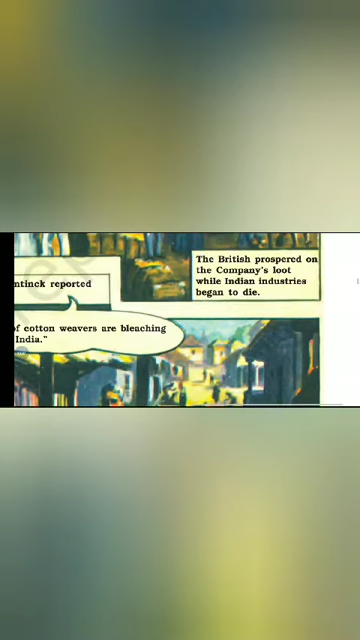 The British prospered on
the Company's loot
while Indian industries
began to die.
ntinck reported
of cotton weavers are bleaching
India."